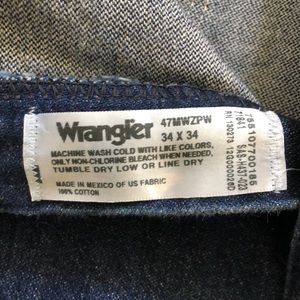 Wrangler
47MWZPW
34 X 34
MACHINE WASH COLD WITH LIKE COLORS,
ONLY NON-CHLORINE BLEACH WHEN NEEDED,
TUMBLE DRY LOW OR LINE DRY
MADE IN MEXICO OF US FABRIC
100% COTTON